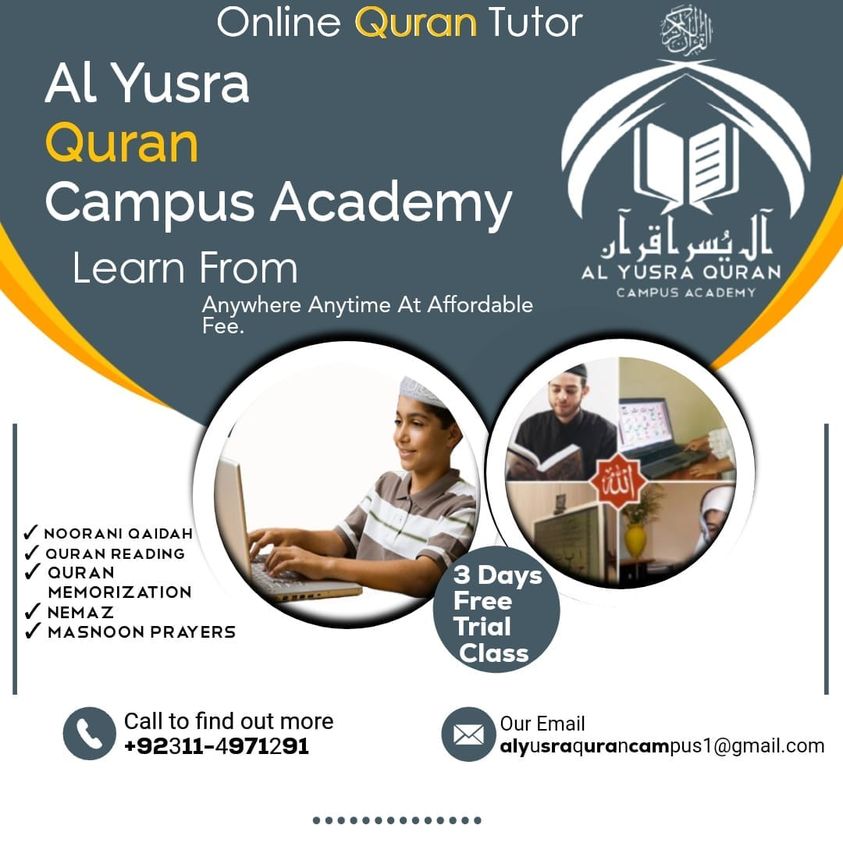 Online Quran Tutor
Al Yusra
Quran
Campus Academy
Learn From
Anywhere Anytime At Affordable
Fee.
آل يُسر ا قرآن
AL YUSRA QURAN
CAMPUS ACADEMY
الله
✓ NOORANI QAIDAH
✓ QURAN READING
✓ QURAN
MEMORIZATION
✓ NEMAZ
✓ MASNOON PRAYERS
3 Days
Free
Trial
Class
Call to find out more
+92311-4971291
Our Email
alyusraqurancampus1@gmail.com